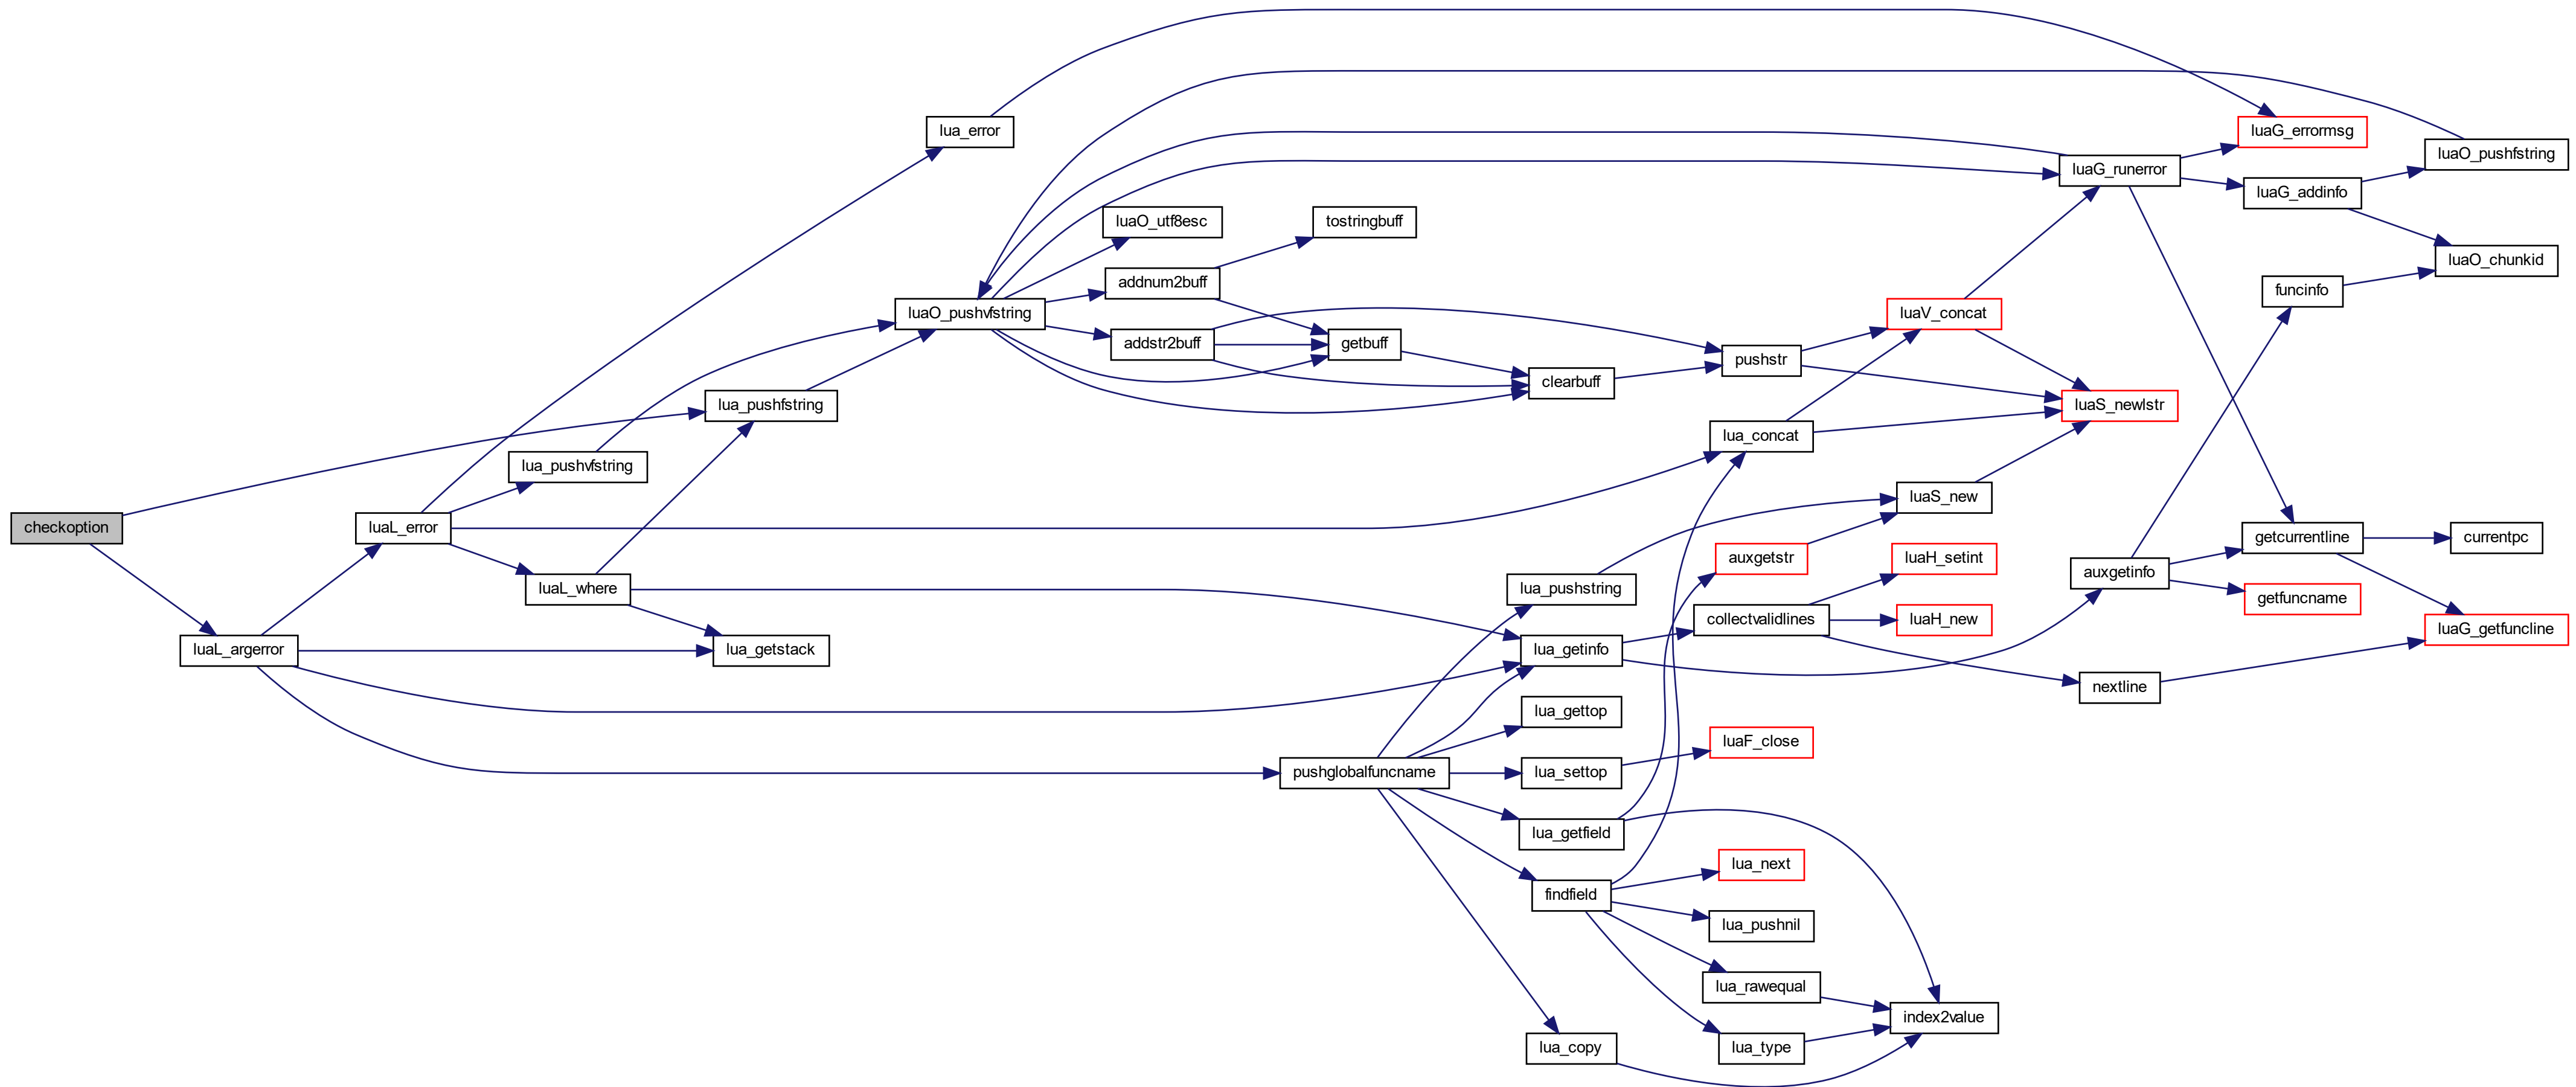 checkoption
luaL_argerror
luaL_error
lua_pushvfstring
luaL_where
lua_pushfstring
lua_getstack
lua_error
luaO_pushvfstring
luaO_utf8esc
addnum2buff
addstr2buff
tostringbuff
getbuff
clearbuff
pushglobalfuncname
lua_pushstring
lua_getinfo
lua_gettop
lua_settop
lua_getfield
findfield
lua_copy
pushstr
lua_concat
auxgetstr
collectvalidlines
luaF_close
lua_next
lua_pushnil
lua_rawequal
lua_type
luaV_concat
luaS_new
luaH_setint
luaH_new
index2value
luaG_runerror
luaS_newlstr
auxgetinfo
nextline
luaG_errormsg
luaG_addinfo
funcinfo
getcurrentline
getfuncname
luaO_pushfstring
luaO_chunkid
currentpc
luaG_getfuncline